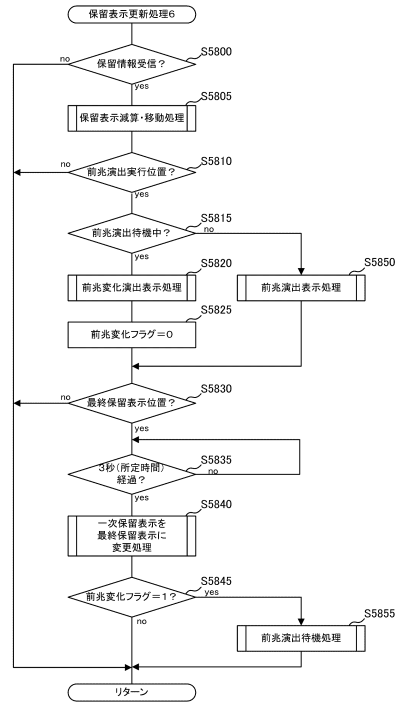 保留表示更新処理6
S5800
保留情報受信？
no
yes
S5805
保留表示減算・移動処理
S5810
no
前兆演出実行位置？
yes
S5815
前兆演出待機中？
no
yes
S5820
前兆変化演出表示処理
S5850
前兆演出表示処理
S5825
前兆変化フラグ＝0
S5830
no
最終保留表示位置？
yes
S5835
3秒（所定時間）
経過？
no
yes
S5840
一次保留表示を
最終保留表示に
変更処理
S5845
前兆変化フラグ＝1？
yes
no
S5855
前兆演出待機処理
リターン